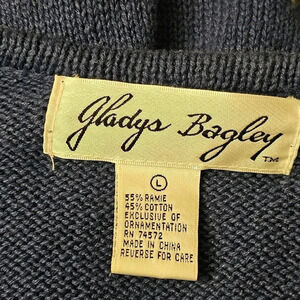 Gladys Bagley
TM
L
55% RAMIE
45% COTTON
EXCLUSIVE OF
ORNAMENTATION
RN 74572
MADE IN CHINA
REVERSE FOR CARE